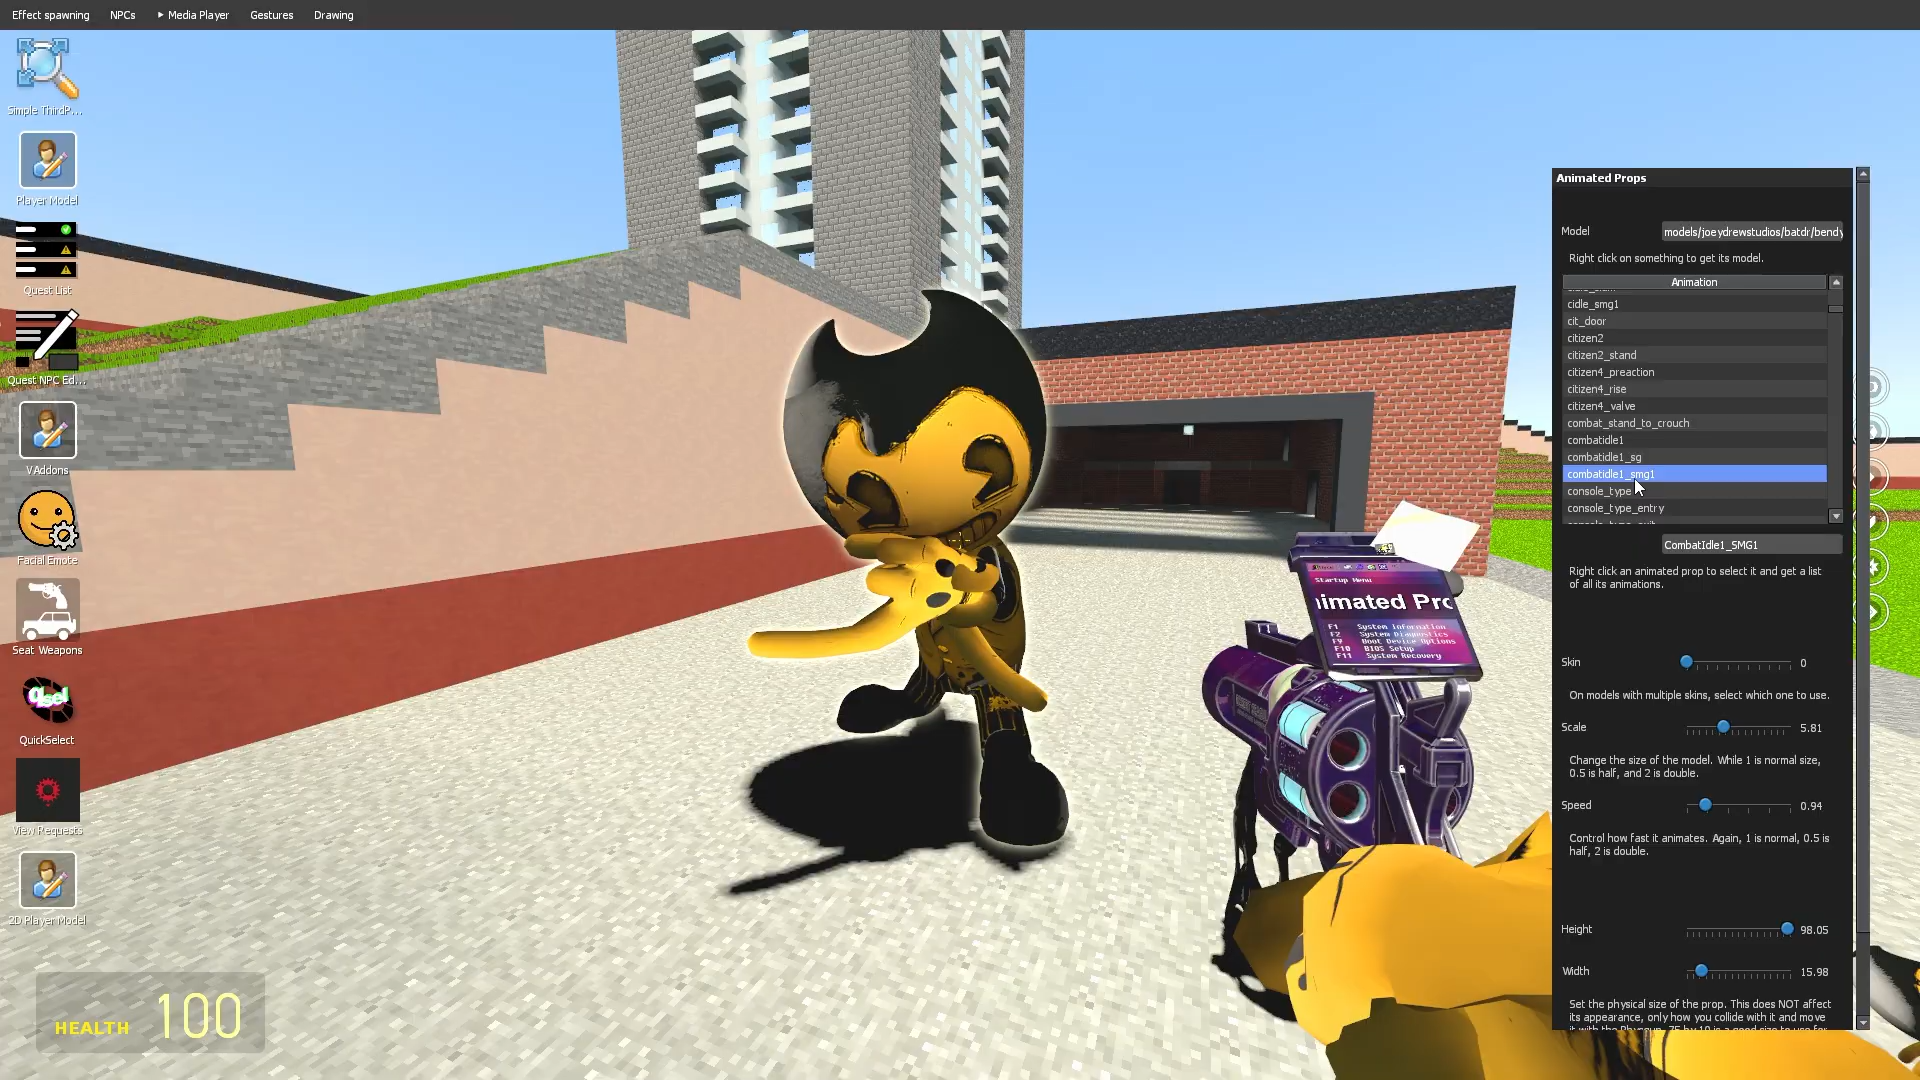 Effect spawning
NPCs
Media Player
Gestures
Drawing
Simple ThirdP...
Player Model
Quest List
Quest NPC Ed...
VAddons
Facial Emote
Seat Weapons
qsel
QuickSelect
View Requests
2D Player Model
HEALTH 100
Startup Menu
nimated Pro
F1 System Information
F2 System Diagnostics
F9 Boot Device Options
F10 BIOS Setup
F11 System Recovery
Animated Props
Model models/joeydrewstudios/batdr/bendy
Right click on something to get its model.
Animation
cidle_smg1
cit_door
citizen2
citizen2_stand
citizen4_preaction
citizen4_rise
citizen4_valve
combat_stand_to_crouch
combatidle1
combatidle1_sg
combatidle1_smg1
console_type
console_type_entry
CombatIdle1_SMG1
Right click an animated prop to select it and get a list
of all its animations.
Skin 0
On models with multiple skins, select which one to use.
Scale 5.81
Change the size of the model. While 1 is normal size,
0.5 is half, and 2 is double.
Speed 0.94
Control how fast it animates. Again, 1 is normal, 0.5 is
half, 2 is double.
Height 98.05
Width 15.98
Set the physical size of the prop. This does NOT affect
its appearance, only how you collide with it and move